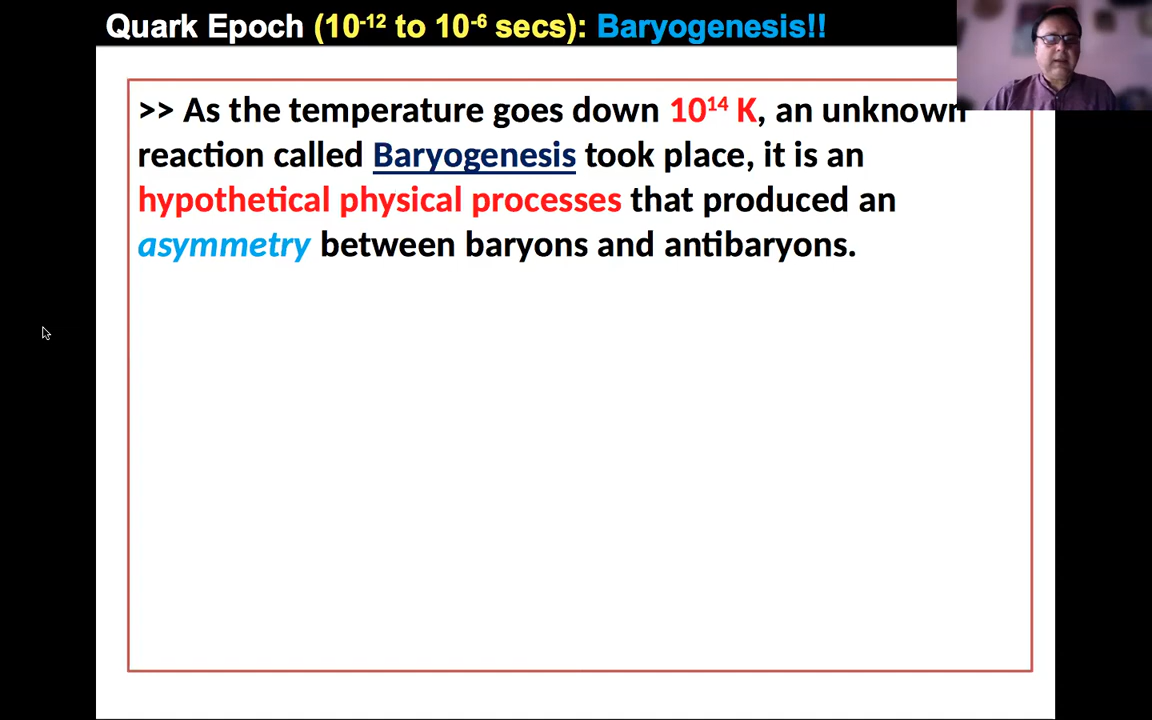 Quark Epoch (10⁻¹² to 10⁻⁶ secs): Baryogenesis!!
>> As the temperature goes down 10¹⁴ K, an unknown
reaction called Baryogenesis took place, it is an
hypothetical physical processes that produced an
asymmetry between baryons and antibaryons.